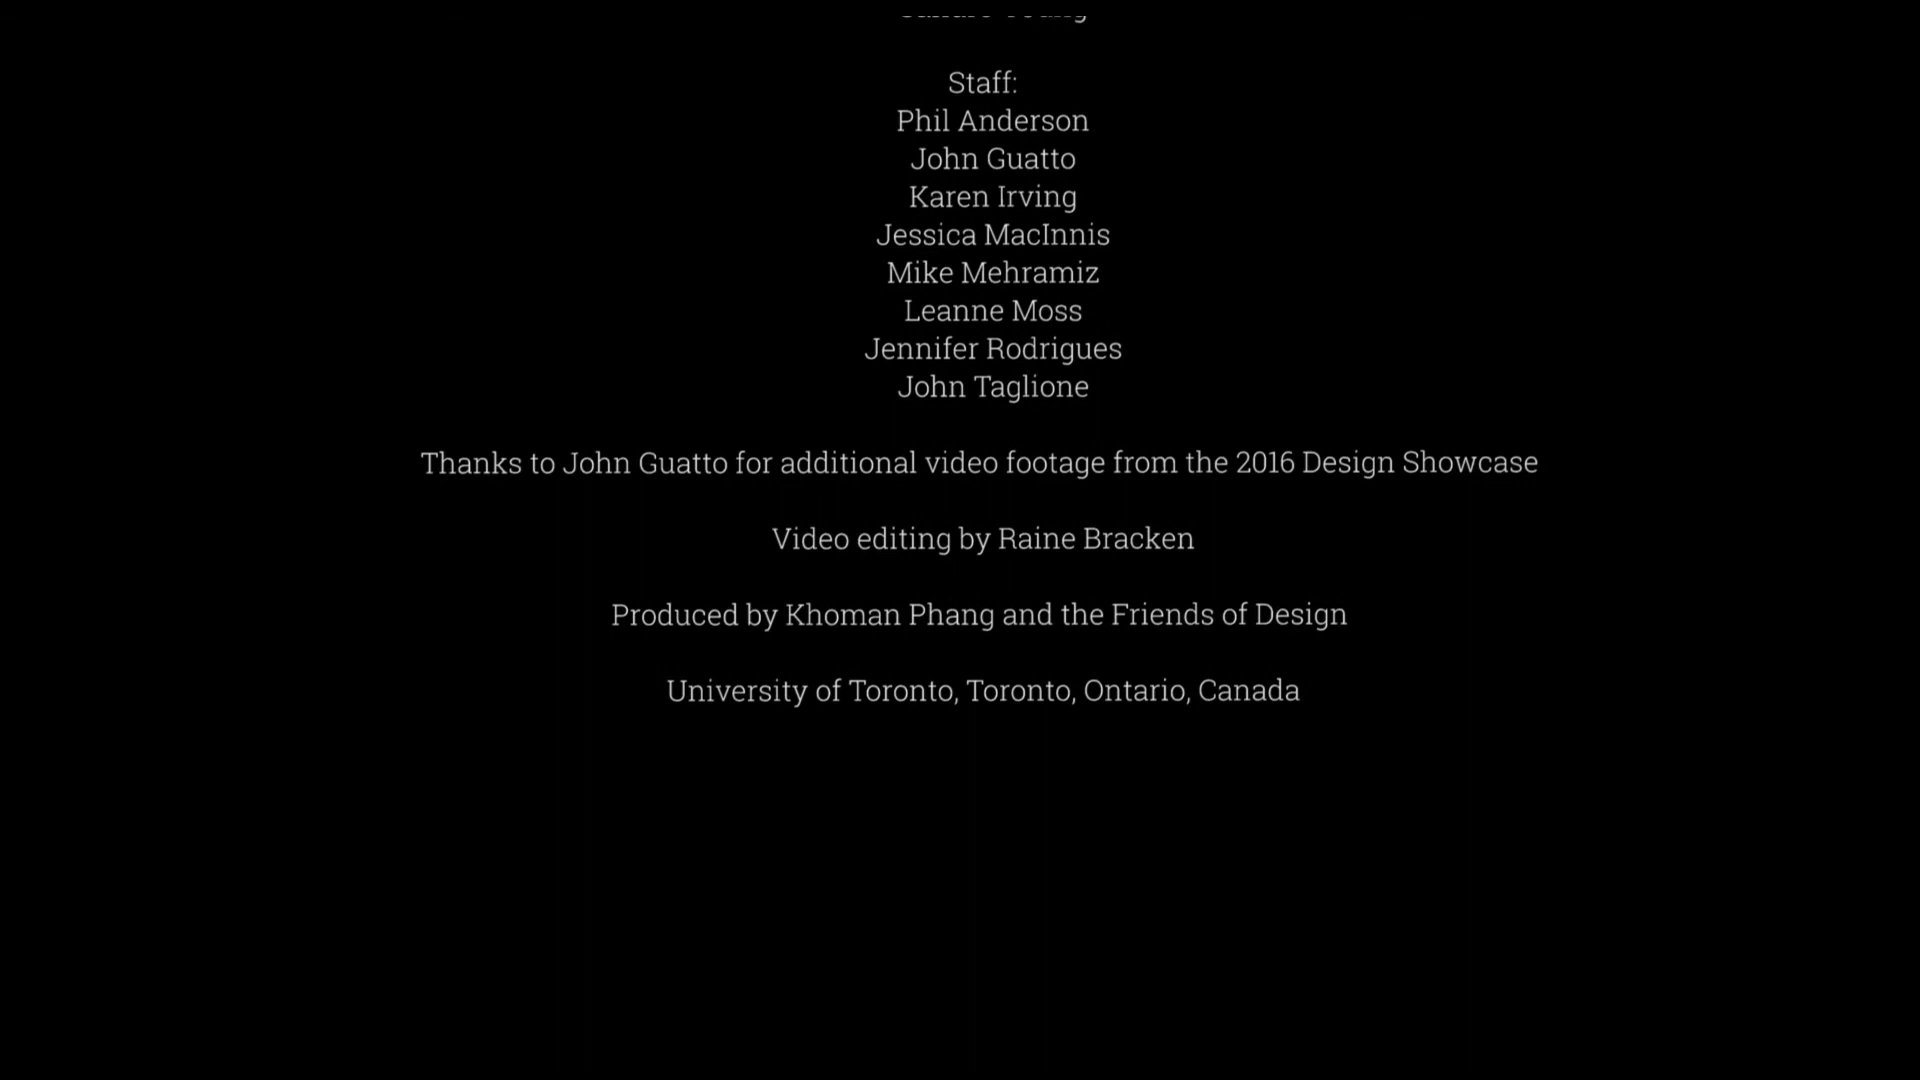 Staff:
Phil Anderson
John Guatto
Karen Irving
Jessica MacInnis
Mike Mehramiz
Leanne Moss
Jennifer Rodrigues
John Taglione
Thanks to John Guatto for additional video footage from the 2016 Design Showcase
Video editing by Raine Bracken
Produced by Khoman Phang and the Friends of Design
University of Toronto, Toronto, Ontario, Canada